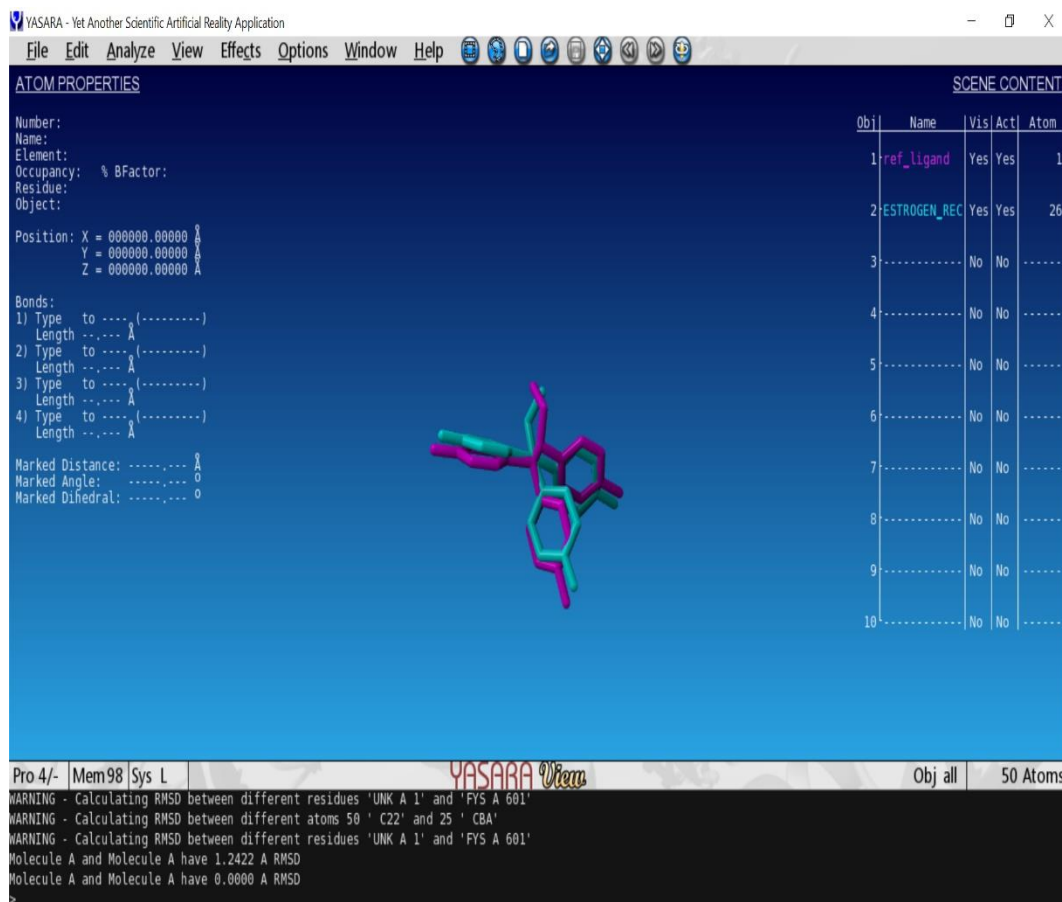 YASARA - Yet Another Scientific Artificial Reality Application
File Edit Analyze View Effects Options Window Help
ATOM PROPERTIES
Number:
Name:
Element:
Occupancy: % BFactor:
Residue:
Object:
Position: X = 000000.00000 Å
Y = 000000.00000 Å
Z = 000000.00000 Å
Bonds:
1) Type to ----.(---------)
Length --.--- Å
2) Type to ----.(---------)
Length --.--- Å
3) Type to ----.(---------)
Length --.--- Å
4) Type to ----.(---------)
Length --.--- Å
Marked Distance: -----.--- Å
Marked Angle: -----.--- o
Marked Dihedral: -----.--- o
SCENE CONTENT
Obj| Name |Vis|Act| Atom
1 ref_ligand Yes Yes 1
2 ESTROGEN_REC Yes Yes 26
3 ------------ No No ------
4 ------------ No No ------
5 ------------ No No ------
6 ------------ No No ------
7 ------------ No No ------
8 ------------ No No ------
9 ------------ No No ------
10 ------------ No No ------
Pro 4/- Mem98 Sys L YASARA View Obj all 50 Atoms
WARNING - Calculating RMSD between different residues 'UNK A 1' and 'FYS A 601'
WARNING - Calculating RMSD between different atoms 50 ' C22' and 25 ' CBA'
WARNING - Calculating RMSD between different residues 'UNK A 1' and 'FYS A 601'
Molecule A and Molecule A have 1.2422 A RMSD
Molecule A and Molecule A have 0.0000 A RMSD
>